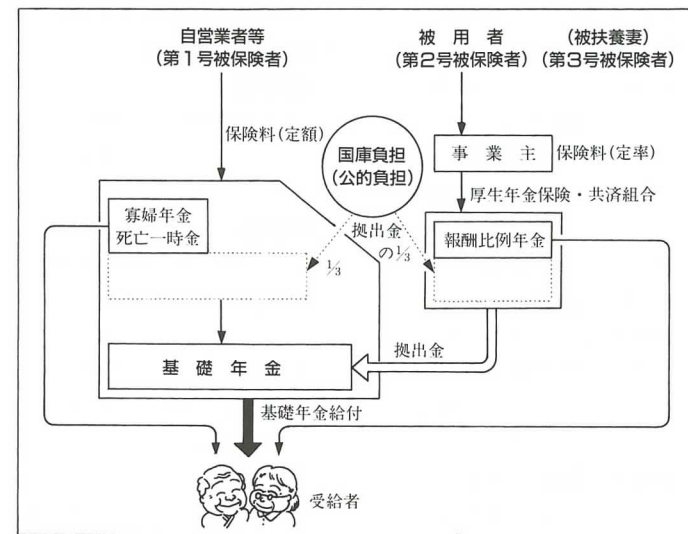 自営業者等
(第1号被保険者)
被用者
(第2号被保険者)
(被扶養妻)
(第3号被保険者)
保険料(定額)
国庫負担
(公的負担)
事業主
保険料(定率)
厚生年金保険・共済組合
寡婦年金
死亡一時金
拠出金
の1/3
1/3
報酬比例年金
基礎年金
拠出金
基礎年金給付
受給者